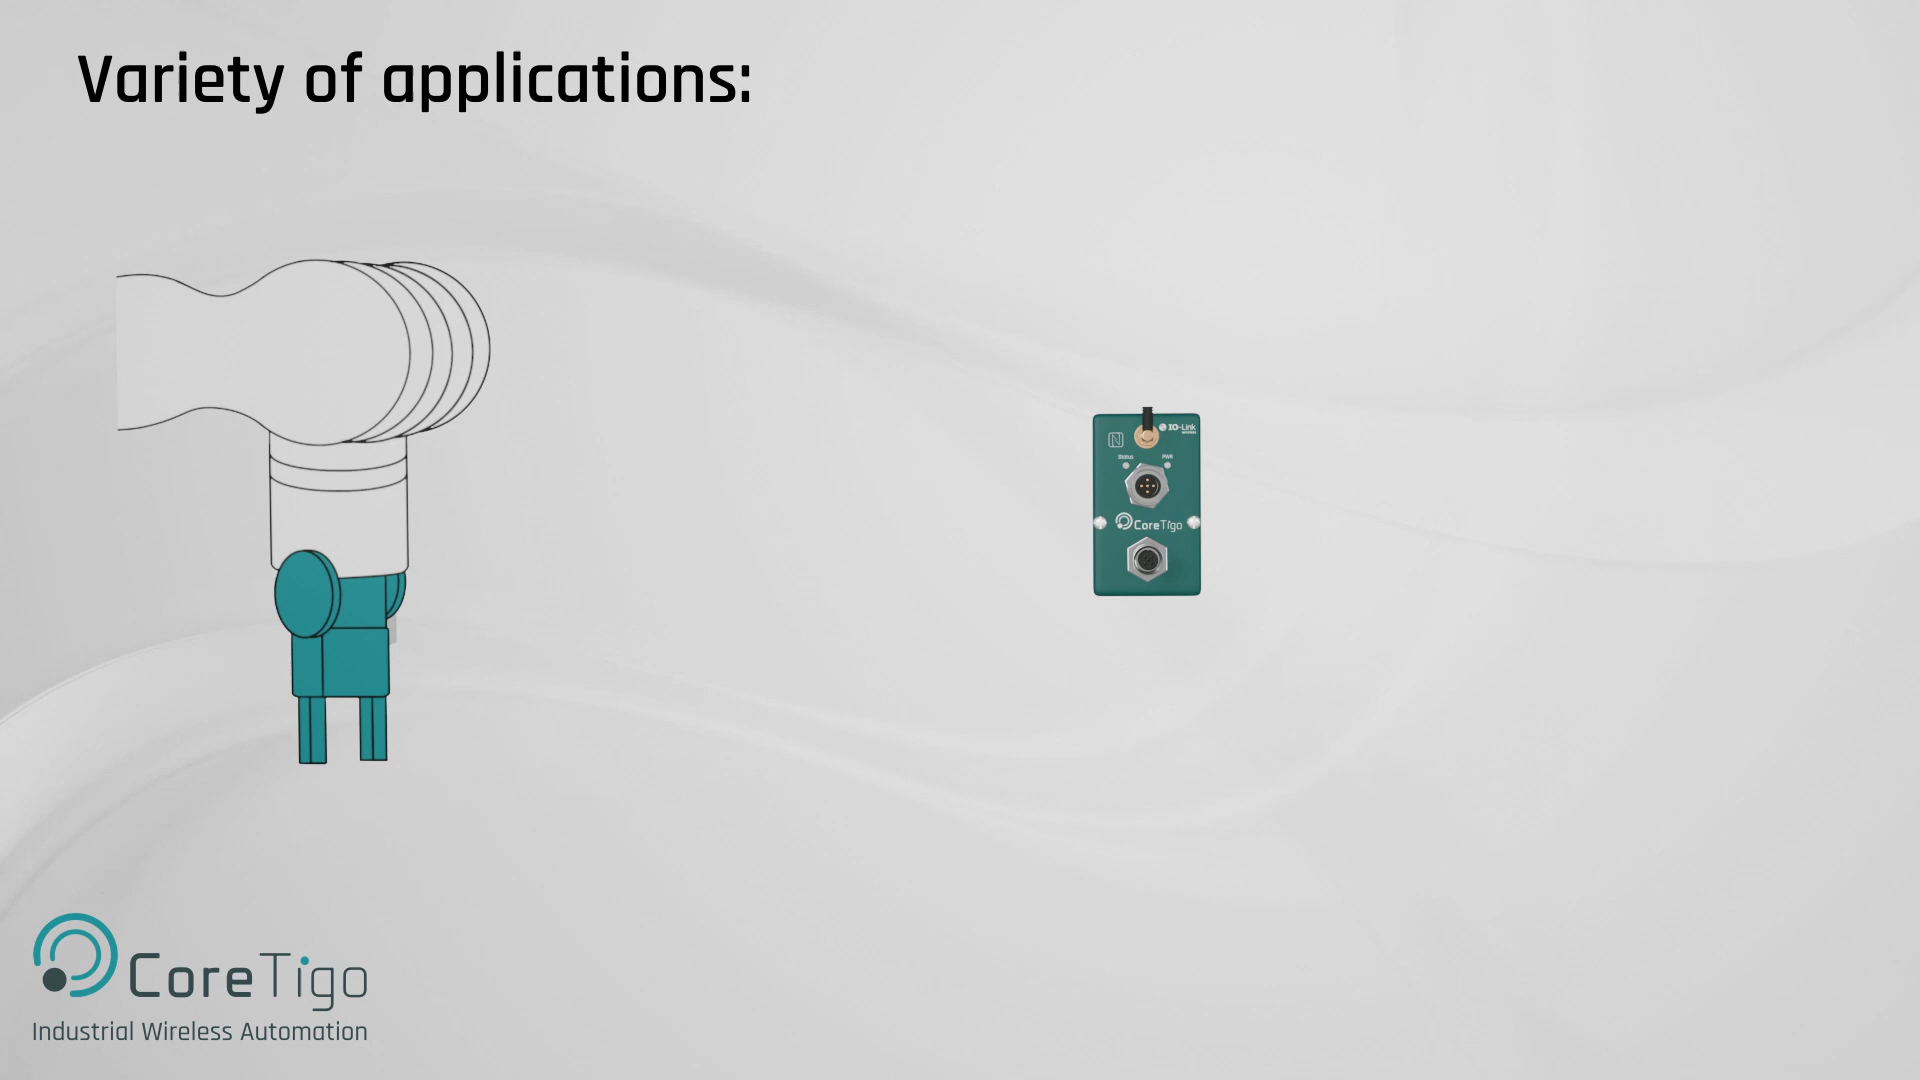 Variety of applications:
IO-Link
Status
PWR
CoreTigo
CoreTigo
Industrial Wireless Automation